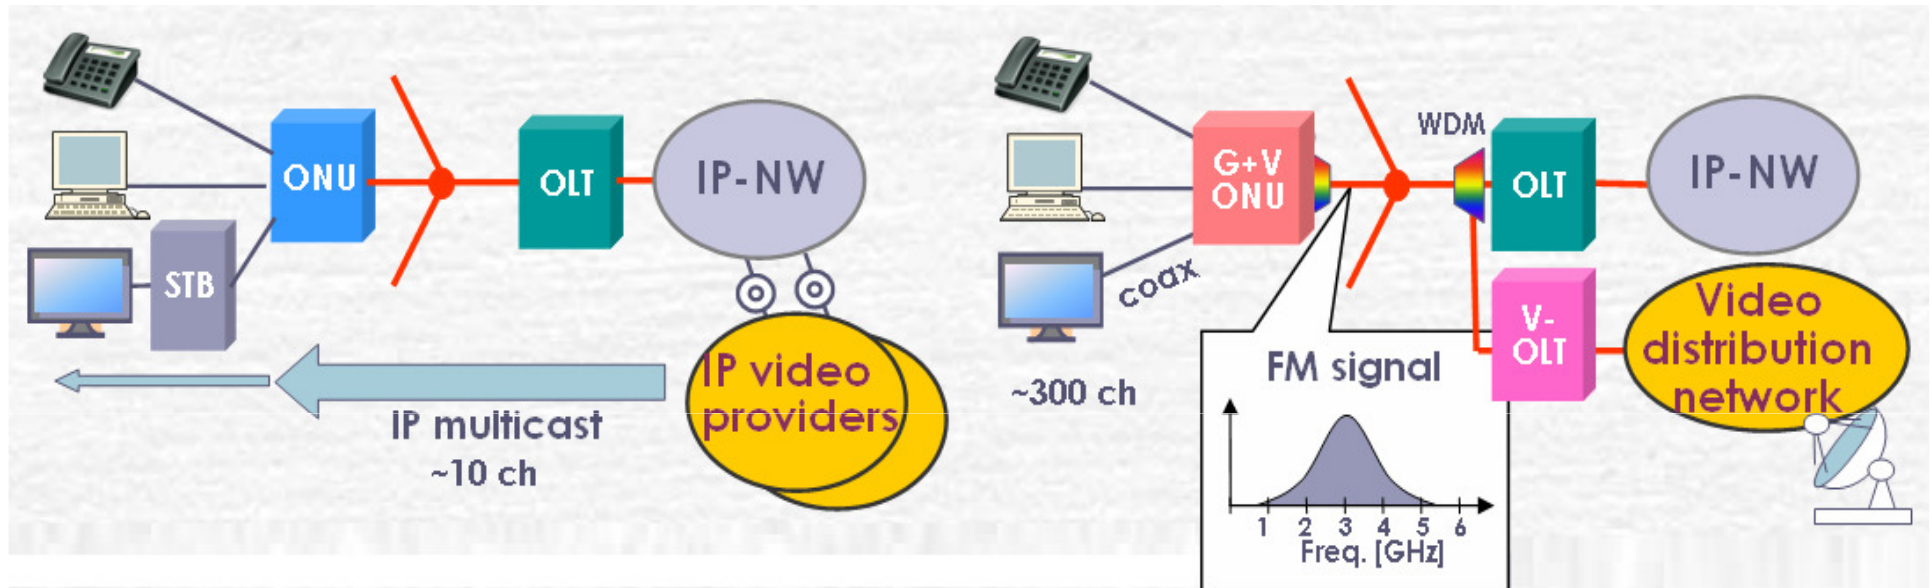 ONU
OLT
IP-NW
STB
IP video
providers
IP multicast
~10 ch
WDM
G+V
ONU
OLT
IP-NW
coax
V-
OLT
Video
distribution
network
~300 ch
FM signal
1 2 3 4 5 6
Freq. [GHz]